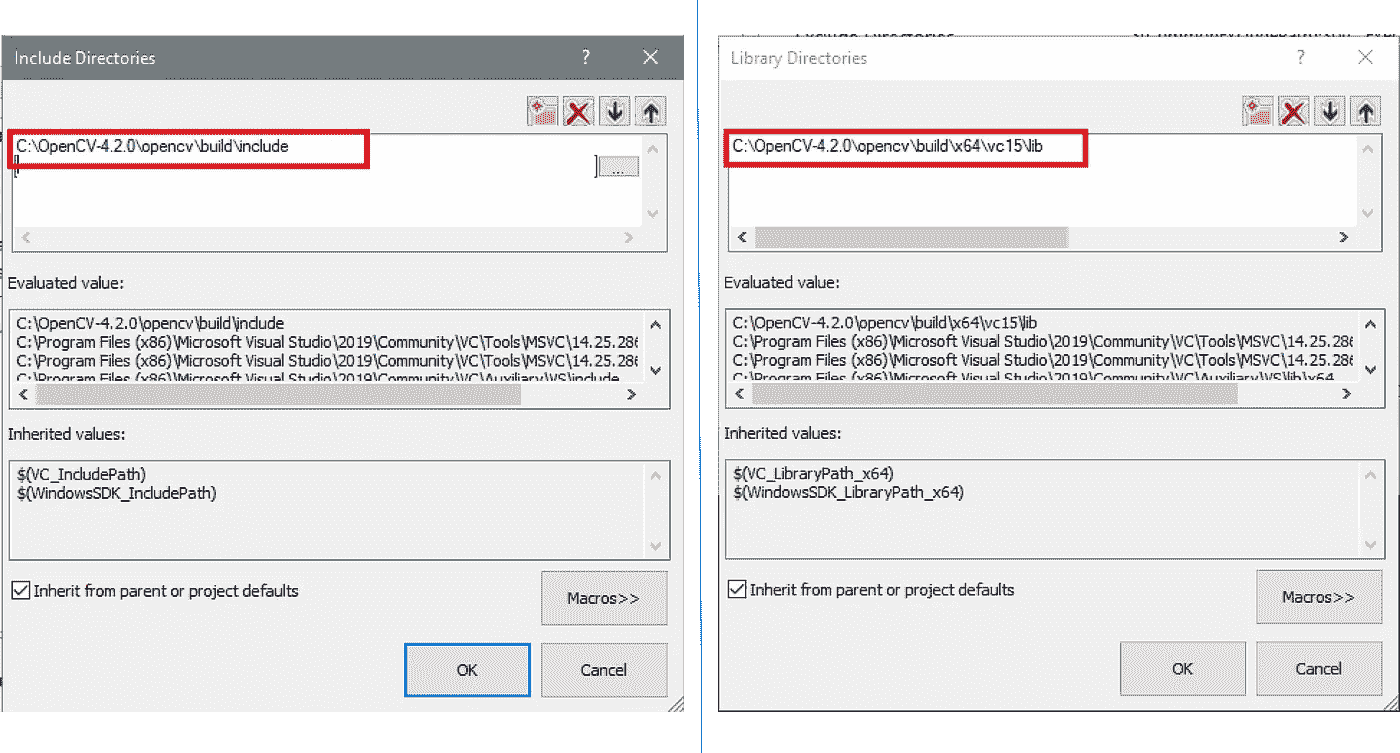 Include Directories
?
C:\OpenCV-4.2.0\opencv\build\include
...
Evaluated value:
C:\OpenCV-4.2.0\opencv\build\include
C:\Program Files (x86)\Microsoft Visual Studio\2019\Community\VC\Tools\MSVC\14.25.286
C:\Program Files (x86)\Microsoft Visual Studio\2019\Community\VC\Tools\MSVC\14.25.286
C:\Program Files (x86)\Microsoft Visual Studio\2019\Community\VC\Auxiliary\VS\include
Inherited values:
$(VC_IncludePath)
$(WindowsSDK_IncludePath)
Inherit from parent or project defaults
Macros>>
OK
Cancel
Library Directories
?
C:\OpenCV-4.2.0\opencv\build\x64\vc15\lib
Evaluated value:
C:\OpenCV-4.2.0\opencv\build\x64\vc15\lib
C:\Program Files (x86)\Microsoft Visual Studio\2019\Community\VC\Tools\MSVC\14.25.286
C:\Program Files (x86)\Microsoft Visual Studio\2019\Community\VC\Tools\MSVC\14.25.286
C:\Program Files (x86)\Microsoft Visual Studio\2019\Community\VC\Auxiliary\VS\lib\x64
Inherited values:
$(VC_LibraryPath_x64)
$(WindowsSDK_LibraryPath_x64)
Inherit from parent or project defaults
Macros>>
OK
Cancel